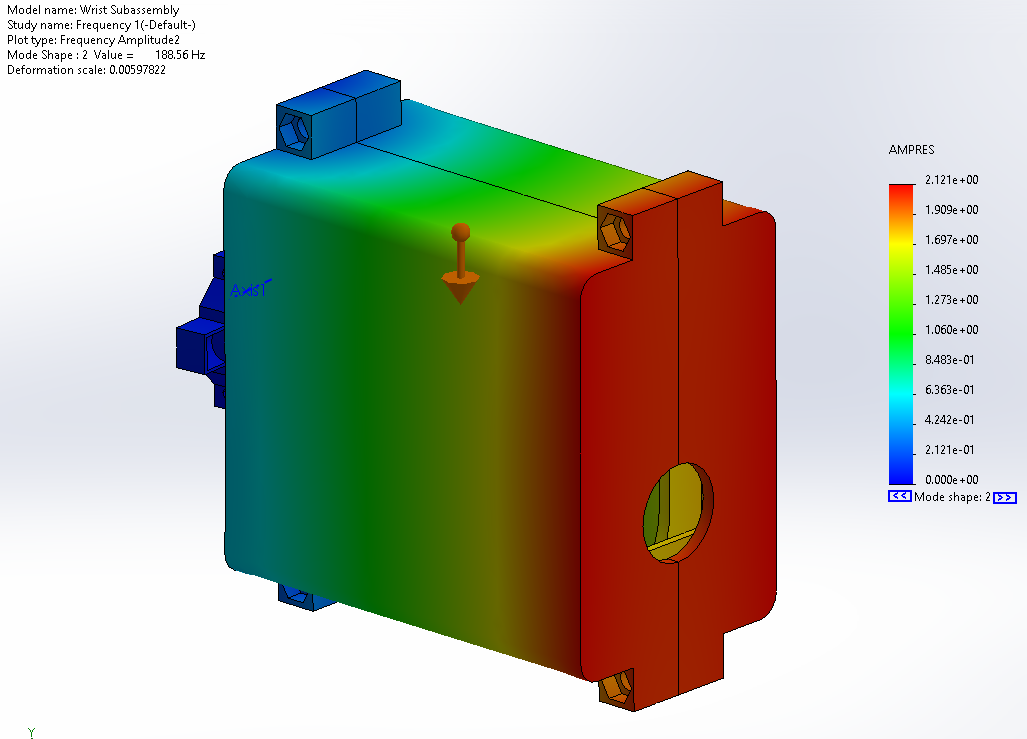 Model name: Wrist Subassembly
Study name: Frequency 1(-Default-)
Plot type: Frequency Amplitude2
Mode Shape : 2 Value = 188.56 Hz
Deformation scale: 0.00597822
AMPRES
2.121e+00
1.909e+00
1.697e+00
1.485e+00
1.273e+00
1.060e+00
8.483e-01
6.363e-01
4.242e-01
2.121e-01
0.000e+00
<< Mode shape: 2 >>
Axis1
Y